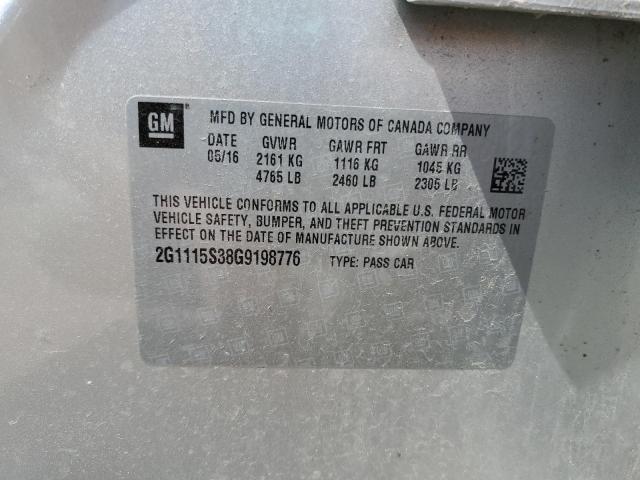 GM
MFD BY GENERAL MOTORS OF CANADA COMPANY
DATE GVWR GAWR FRT GAWR RR
05/16 2161 KG 1116 KG 1045 KG
4765 LB 2460 LB 2305 LB
THIS VEHICLE CONFORMS TO ALL APPLICABLE U.S. FEDERAL MOTOR
VEHICLE SAFETY, BUMPER, AND THEFT PREVENTION STANDARDS IN
EFFECT ON THE DATE OF MANUFACTURE SHOWN ABOVE.
2G1115S38G9198776 TYPE: PASS CAR